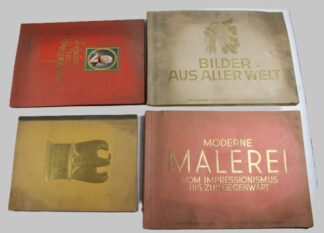 BILDER
AUS ALLER WELT
MODERNE
MALEREI
VOM IMPRESSIONISMUS
BIS ZUR GEGENWART